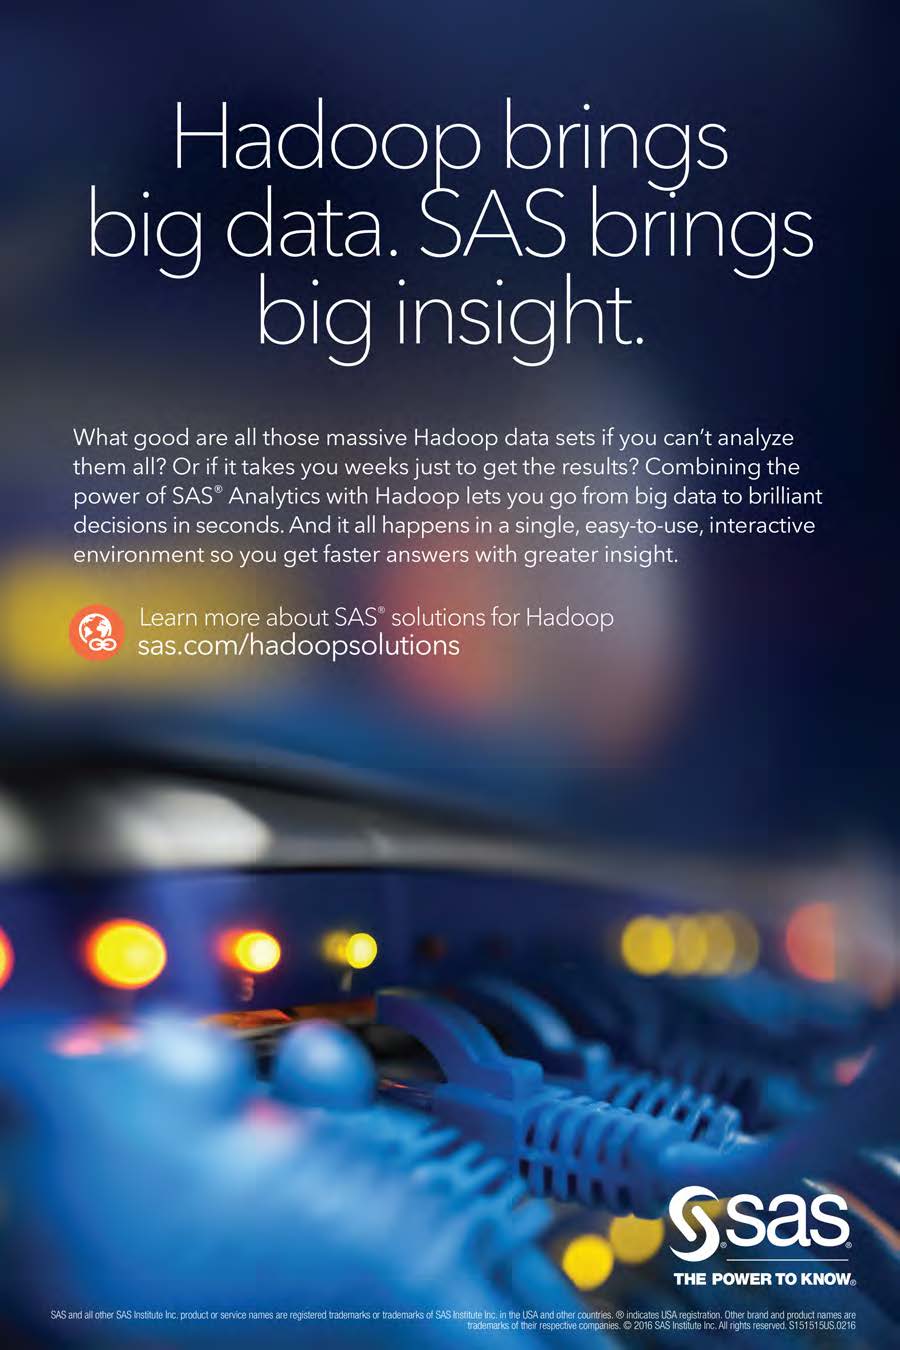 Hadoop brings
big data. SAS brings
big insight.
What good are all those massive Hadoop data sets if you can’t analyze
them all? Or if it takes you weeks just to get the results? Combining the
power of SAS® Analytics with Hadoop lets you go from big data to brilliant
decisions in seconds. And it all happens in a single, easy-to-use, interactive
environment so you get faster answers with greater insight.
Learn more about SAS® solutions for Hadoop
sas.com/hadoopsolutions
sas®
THE POWER TO KNOW®
SAS and all other SAS Institute Inc. product or service names are registered trademarks or trademarks of SAS Institute Inc. in the USA and other countries. ® indicates USA registration. Other brand and product names are
trademarks of their respective companies. © 2016 SAS Institute Inc. All rights reserved. S151515US.0216